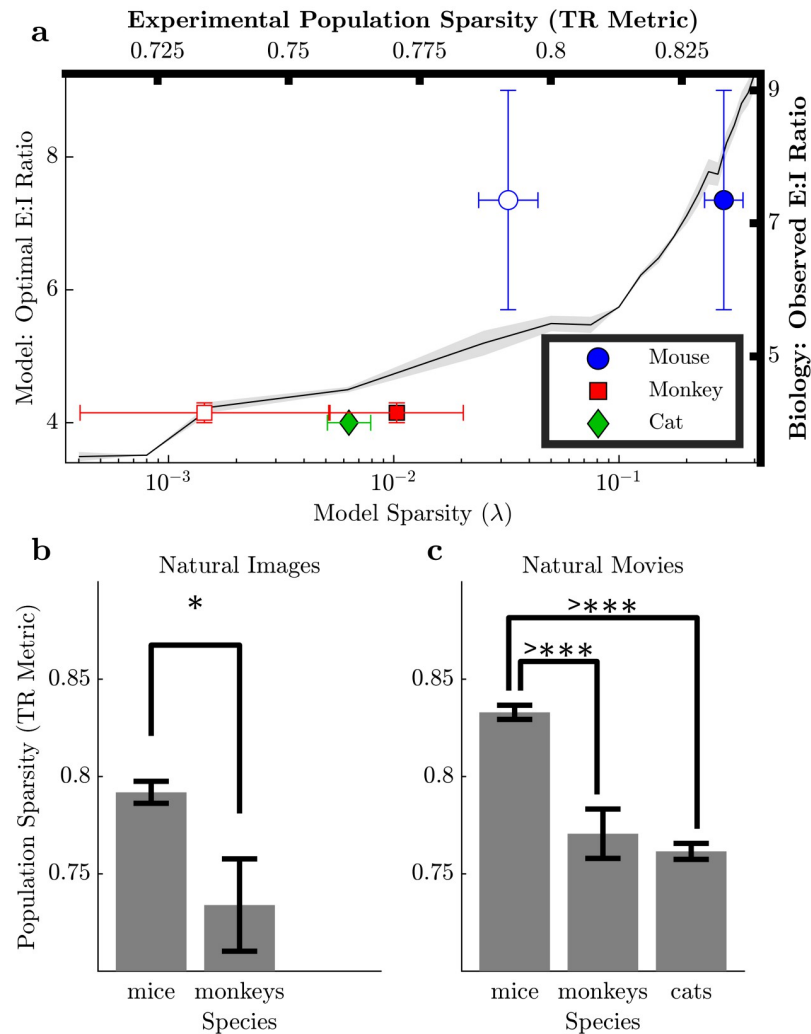 a
Experimental Population Sparsity (TR Metric)
0.725 0.75 0.775 0.8 0.825
Model: Optimal E:I Ratio
8
6
4
9
7
5
Biology: Observed E:I Ratio
Mouse
Monkey
Cat
10⁻³ 10⁻² 10⁻¹
Model Sparsity (λ)
b
Natural Images
*
Population Sparsity (TR Metric)
0.85
0.8
0.75
mice monkeys
Species
c
Natural Movies
>***
>***
0.85
0.8
0.75
mice monkeys cats
Species